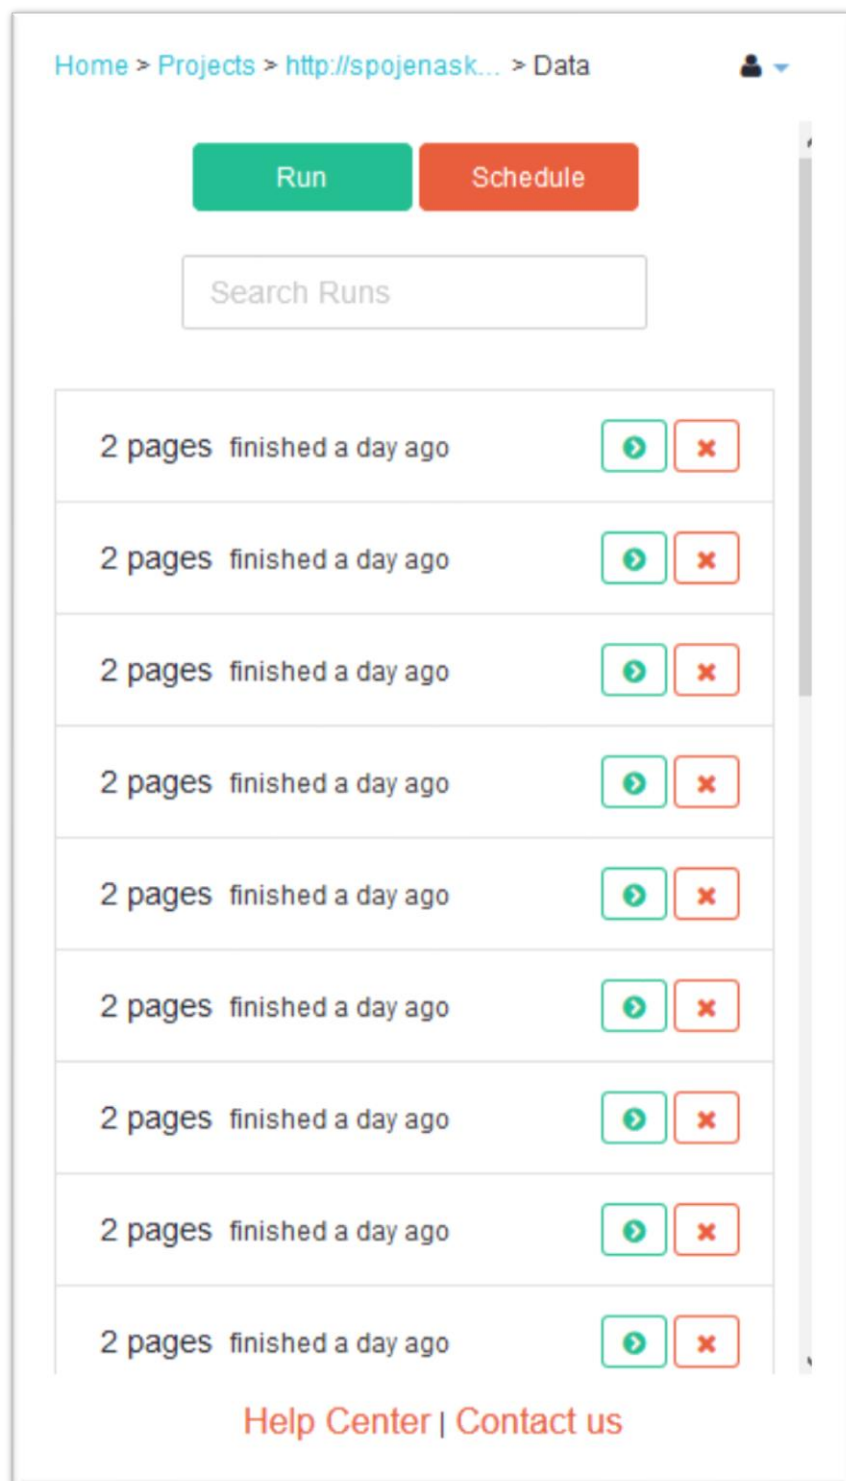 Home > Projects > http://spojenask... > Data
Run Schedule
Search Runs
2 pages finished a day ago
2 pages finished a day ago
2 pages finished a day ago
2 pages finished a day ago
2 pages finished a day ago
2 pages finished a day ago
2 pages finished a day ago
2 pages finished a day ago
2 pages finished a day ago
Help Center | Contact us